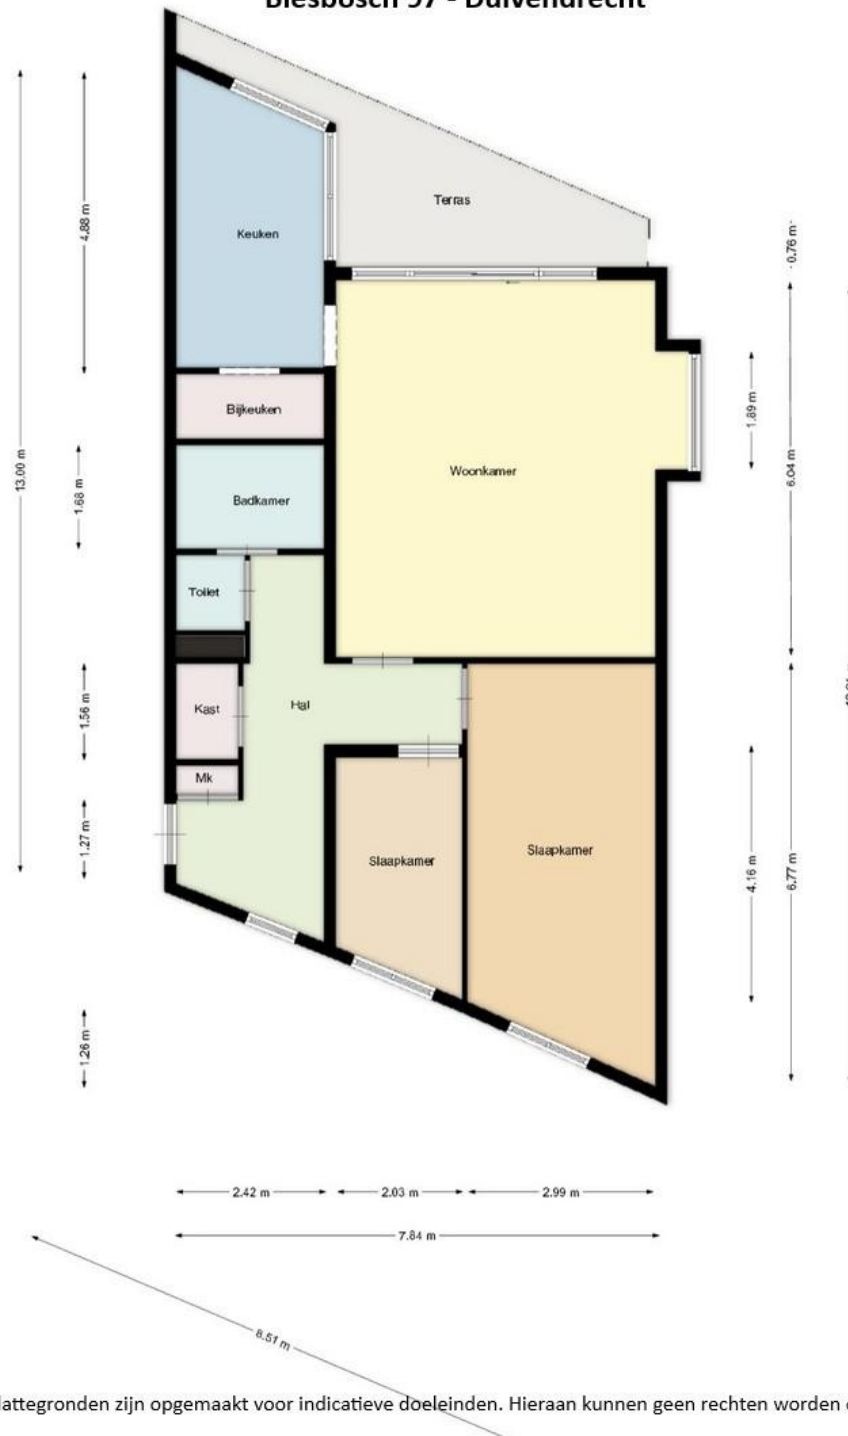 Biesbosch 97 - Duivendrecht
Terras
Keuken
4.88 m
0.76 m
Bijkeuken
1.89 m
Woonkamer
6.04 m
13.00 m
1.68 m
Badkamer
Toilet
Kast
Hal
1.56 m
Mk
1.27 m
Slaapkamer
Slaapkamer
4.16 m
6.77 m
1.26 m
2.42 m
2.03 m
2.99 m
7.84 m
8.51 m
lattegronden zijn opgemaakt voor indicatieve doeleinden. Hieraan kunnen geen rechten worden